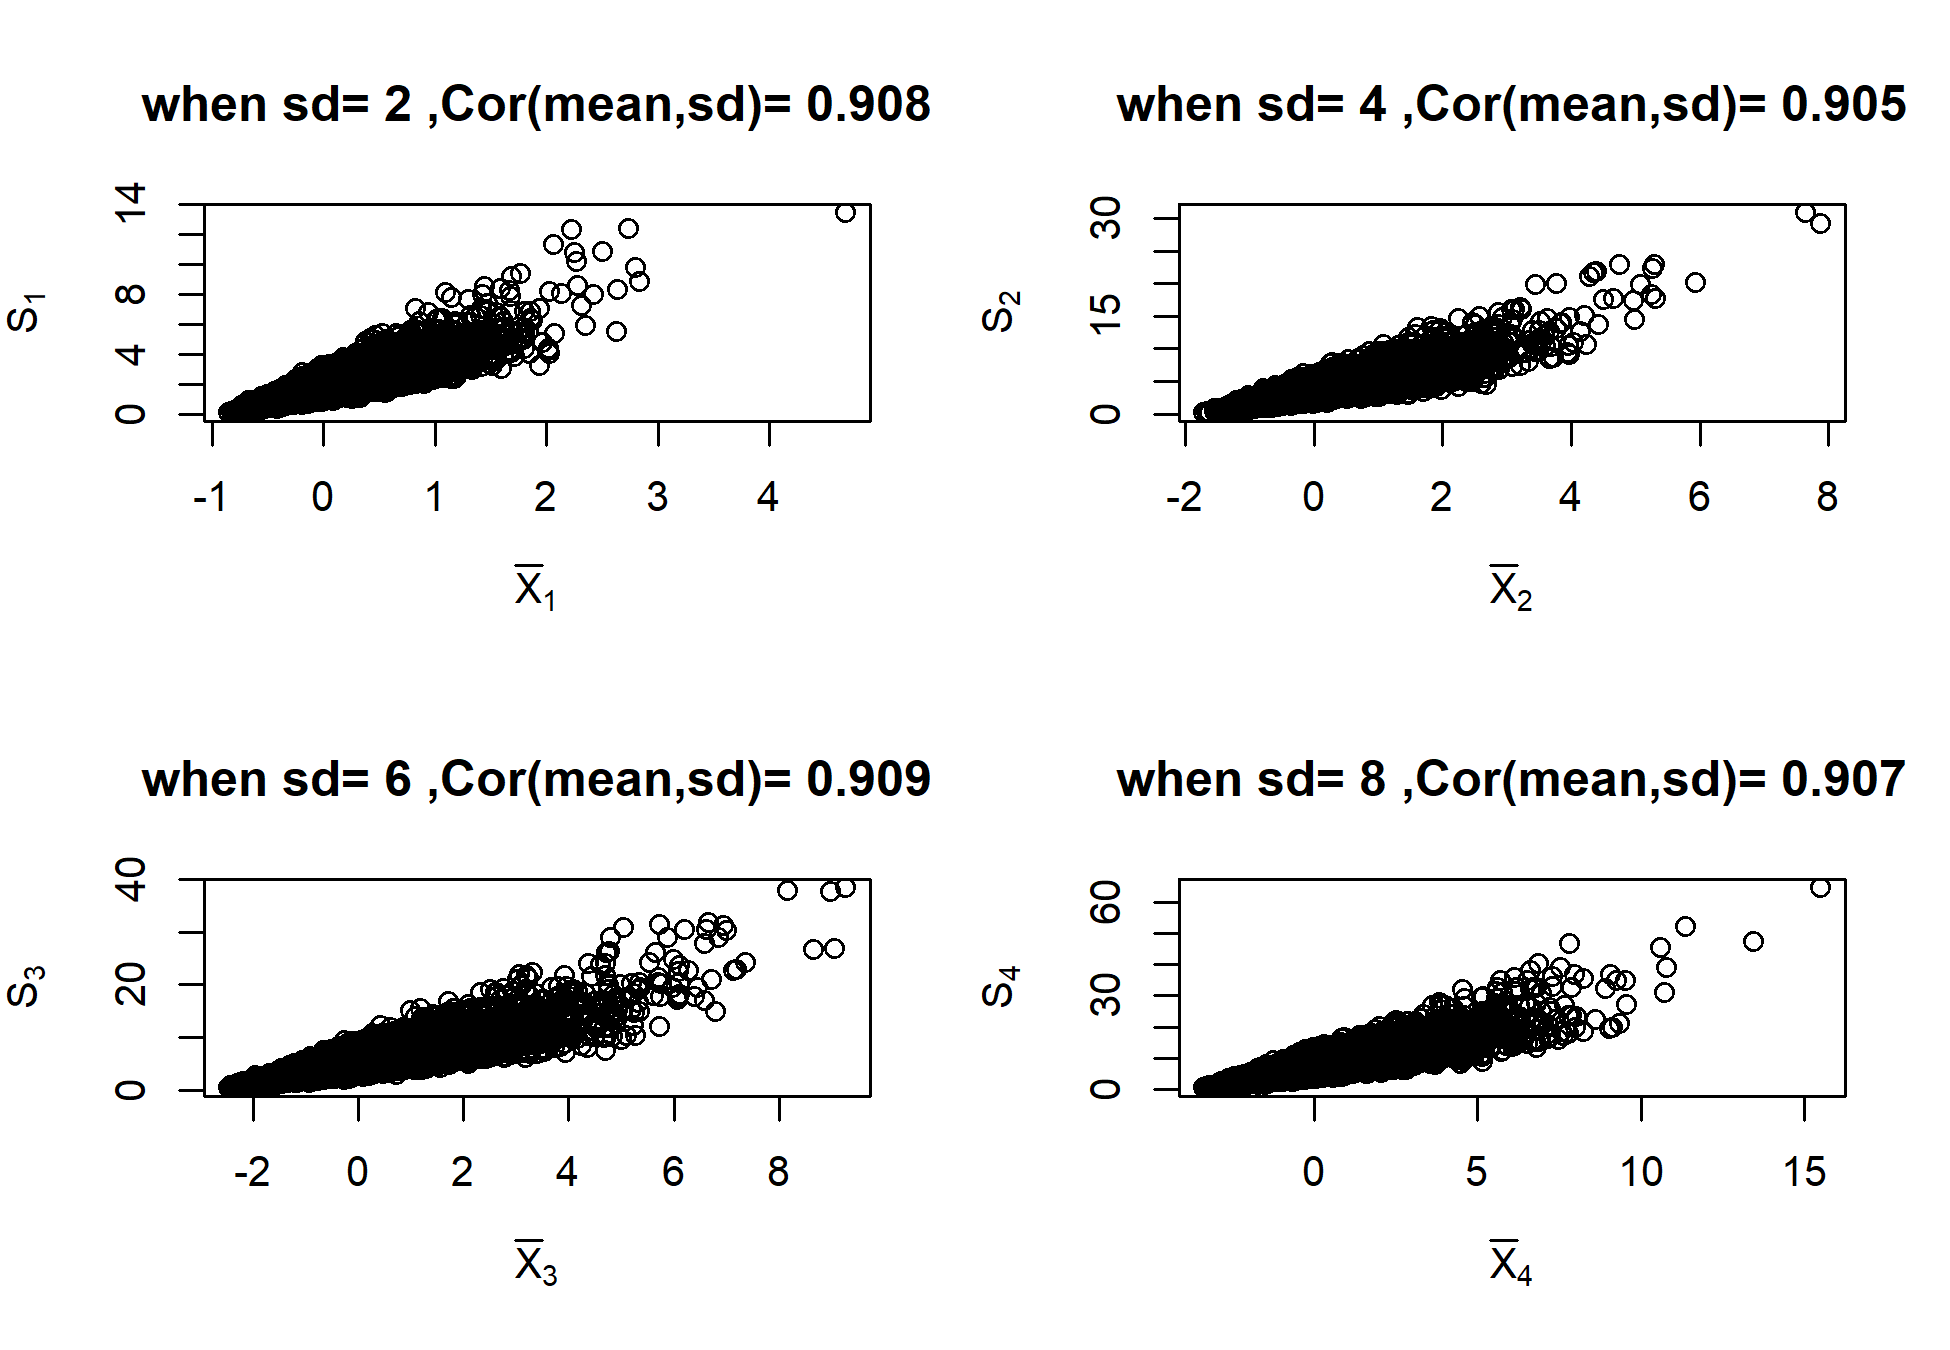 when sd= 2 ,Cor(mean,sd)= 0.908
S1
14
8
4
0
-1 0 1 2 3 4
X̅1
when sd= 4 ,Cor(mean,sd)= 0.905
S2
30
15
0
-2 0 2 4 6 8
X̅2
when sd= 6 ,Cor(mean,sd)= 0.909
S3
40
20
0
-2 0 2 4 6 8
X̅3
when sd= 8 ,Cor(mean,sd)= 0.907
S4
60
30
0
0 5 10 15
X̅4